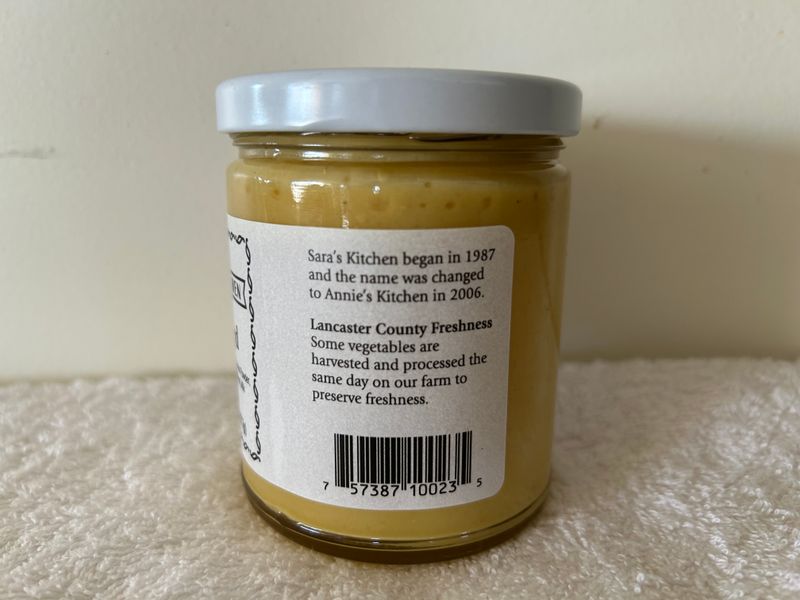 Sara's Kitchen began in 1987
and the name was changed
to Annie's Kitchen in 2006.
Lancaster County Freshness
Some vegetables are
harvested and processed the
same day on our farm to
preserve freshness.
7 57387 10023 5